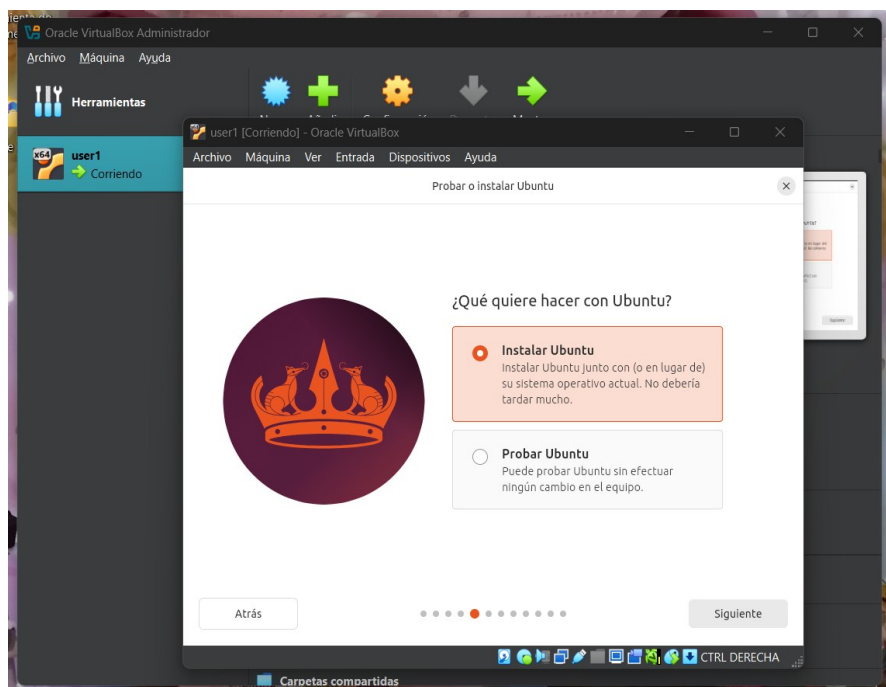 Oracle VirtualBox Administrador
Archivo Máquina Ayuda
Herramientas
x64
user1
Corriendo
user1 [Corriendo] - Oracle VirtualBox
Archivo Máquina Ver Entrada Dispositivos Ayuda
Probar o instalar Ubuntu
¿Qué quiere hacer con Ubuntu?
Instalar Ubuntu
Instalar Ubuntu junto con (o en lugar de)
su sistema operativo actual. No debería
tardar mucho.
Probar Ubuntu
Puede probar Ubuntu sin efectuar
ningún cambio en el equipo.
Atrás
Siguiente
CTRL DERECHA
Carpetas compartidas